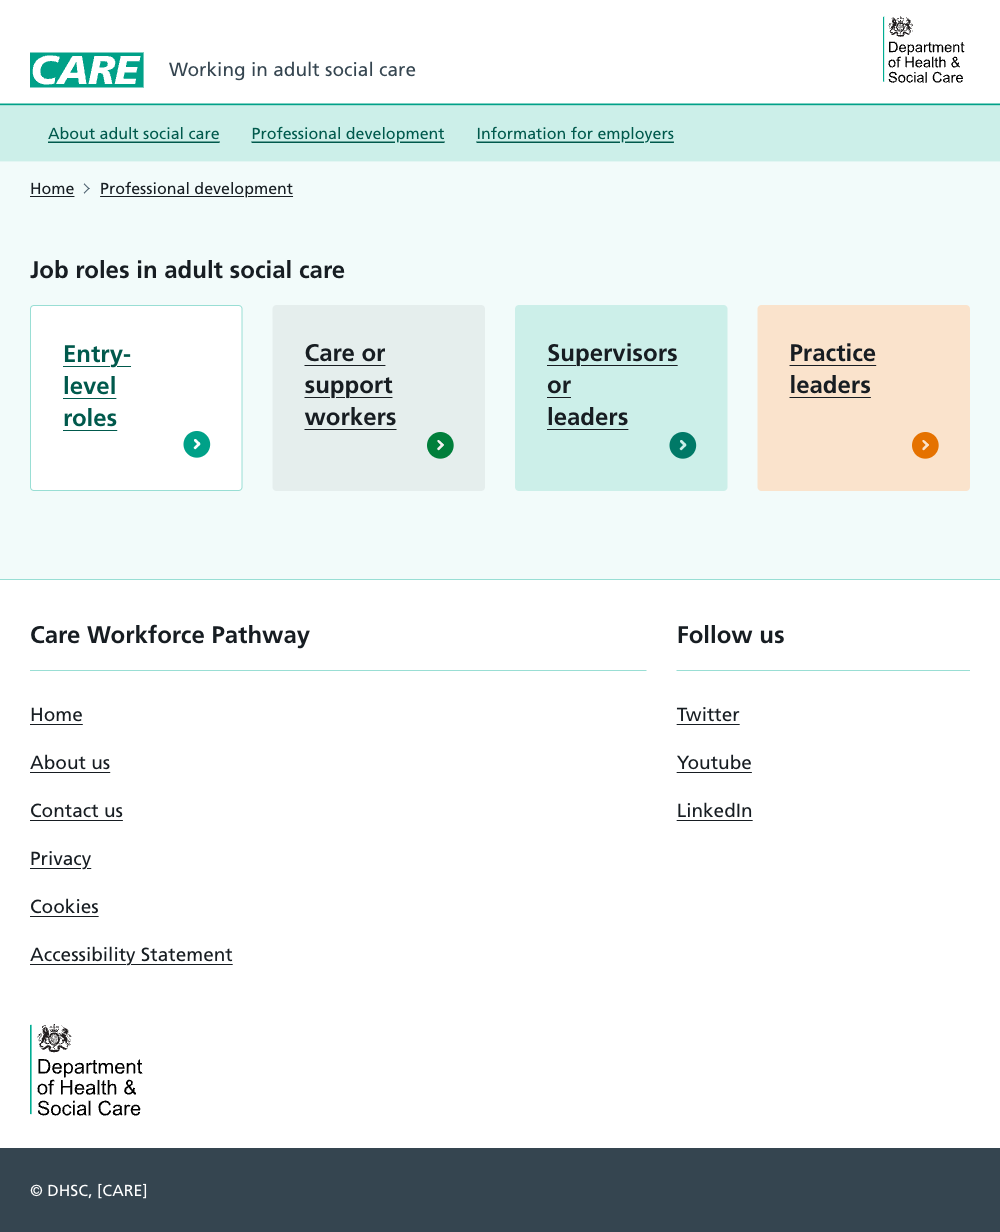 CARE
Working in adult social care
Department
of Health &
Social Care
About adult social care
Professional development
Information for employers
Home
Professional development
Job roles in adult social care
Entry-
level
roles
Care or
support
workers
Supervisors
or
leaders
Practice
leaders
Care Workforce Pathway
Home
About us
Contact us
Privacy
Cookies
Accessibility Statement
Follow us
Twitter
Youtube
LinkedIn
Department
of Health &
Social Care
© DHSC, [CARE]